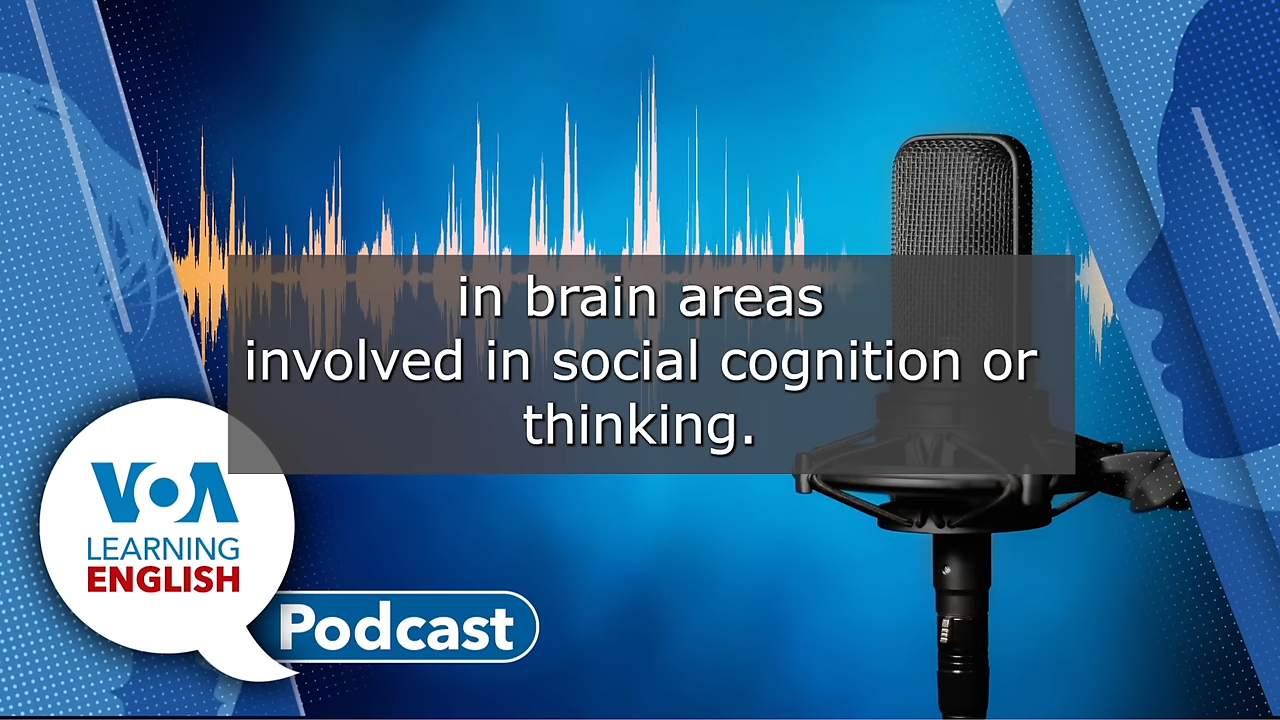 in brain areas
involved in social cognition or
thinking.
VOA
LEARNING
ENGLISH
Podcast